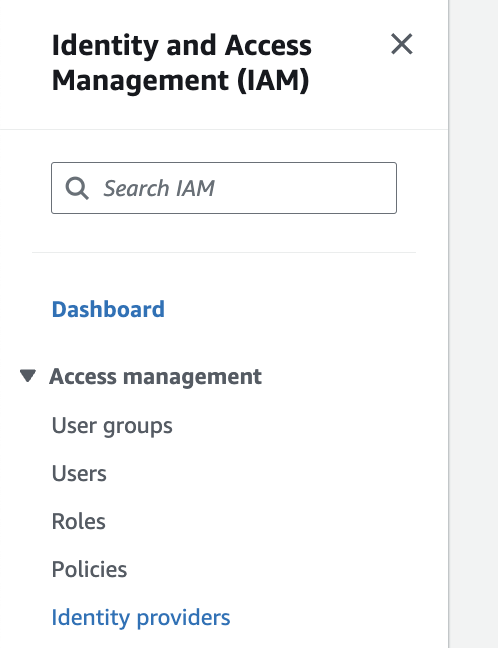 Identity and Access
Management (IAM)
Search IAM
Dashboard
Access management
User groups
Users
Roles
Policies
Identity providers